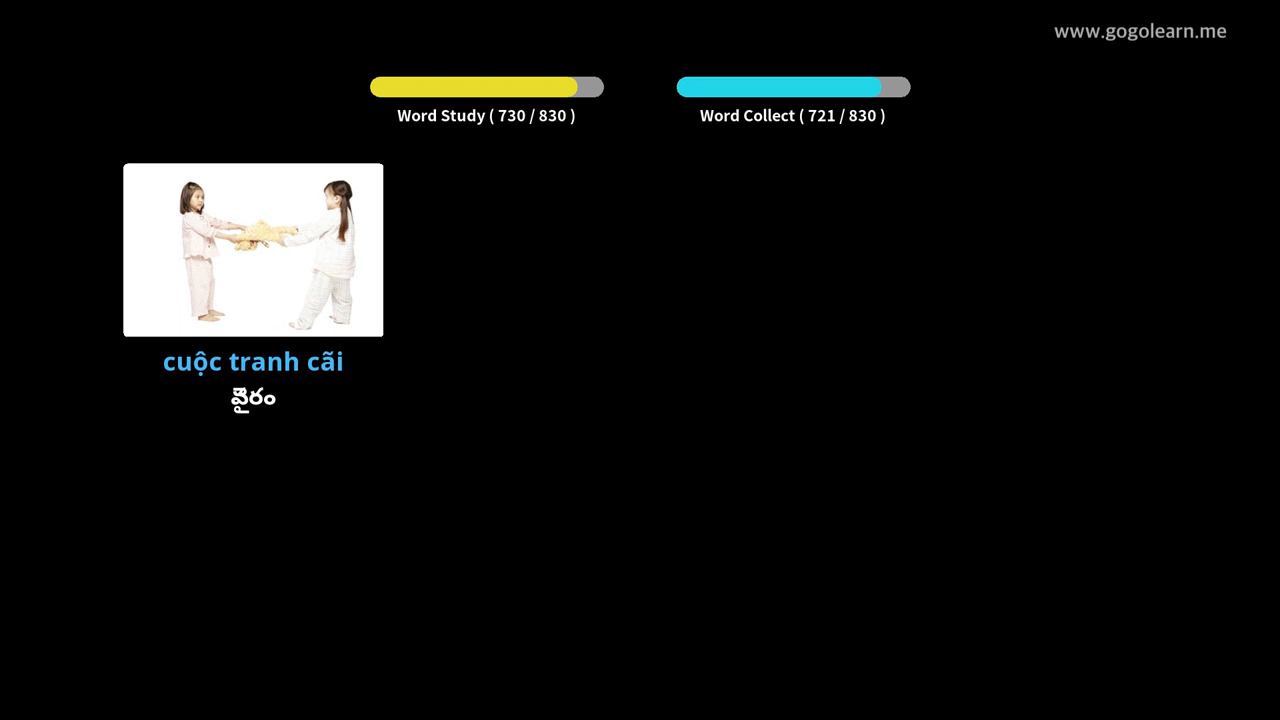 www.gogolearn.me
Word Study ( 730 / 830 )
Word Collect ( 721 / 830 )
cuộc tranh cãi
వైరం